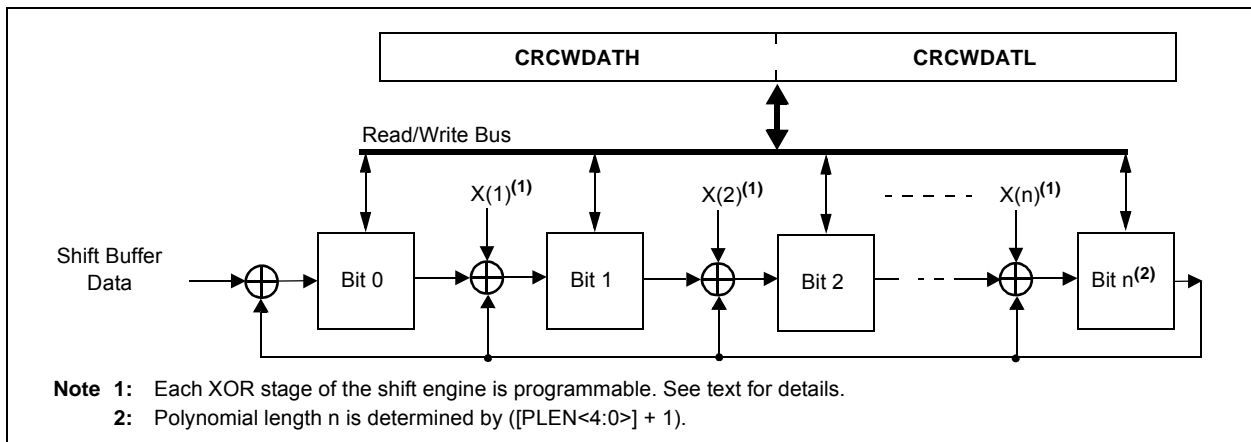 CRCWDATH CRCWDATL
Read/Write Bus
X(1)(1) X(2)(1) X(n)(1)
Shift Buffer
Data
Bit 0 Bit 1 Bit 2 Bit n(2)
Note 1: Each XOR stage of the shift engine is programmable. See text for details.
2: Polynomial length n is determined by ([PLEN<4:0>] + 1).